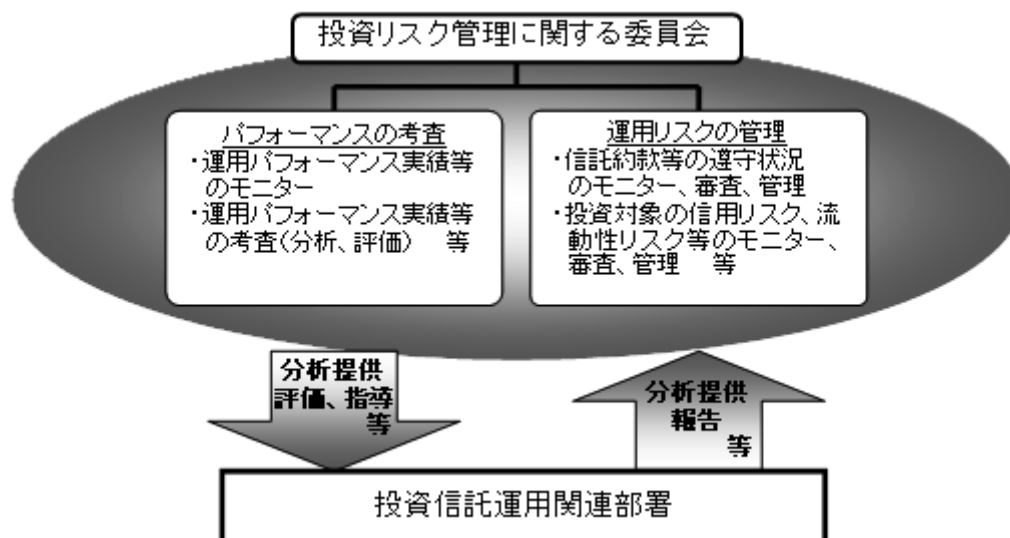 投資リスク管理に関する委員会
パフォーマンスの考査
・運用パフォーマンス実績等
のモニター
・運用パフォーマンス実績等
の考査(分析、評価)　等
運用リスクの管理
・信託約款等の遵守状況
のモニター、審査、管理
・投資対象の信用リスク、流
動性リスク等のモニター、
審査、管理　等
分析提供
評価、指導
等
分析提供
報告
等
投資信託運用関連部署